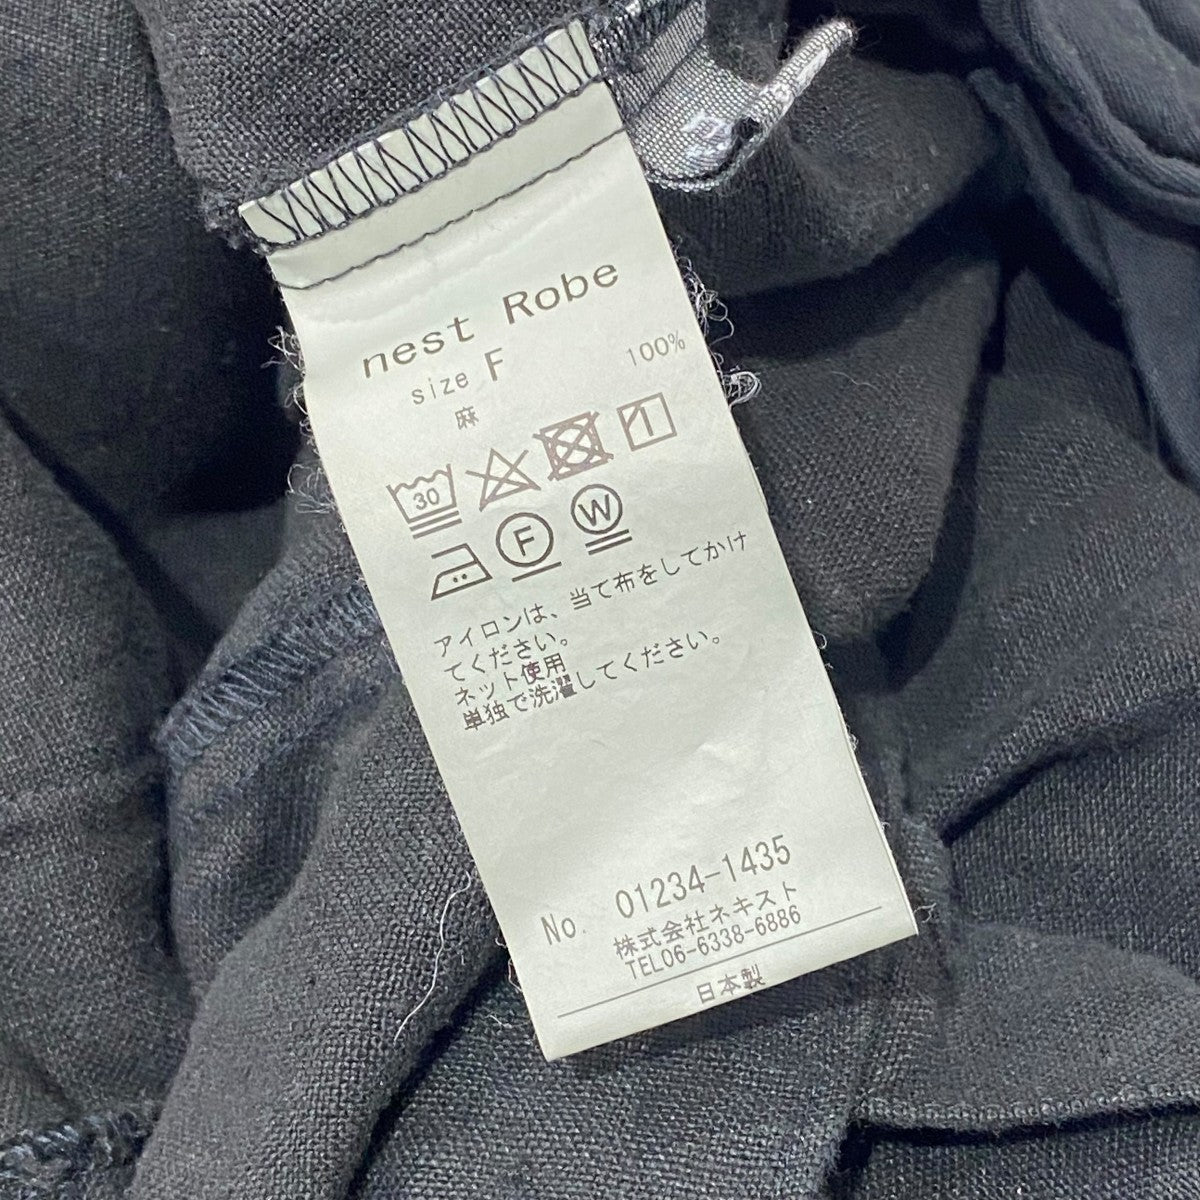 nest Robe
size F
麻 100%
30
F W
アイロンは、当て布をしてかけ
てください。
ネット使用
単独で洗濯してください。
No. 01234-1435
株式会社ネキスト
TEL06-6338-6886
日本製